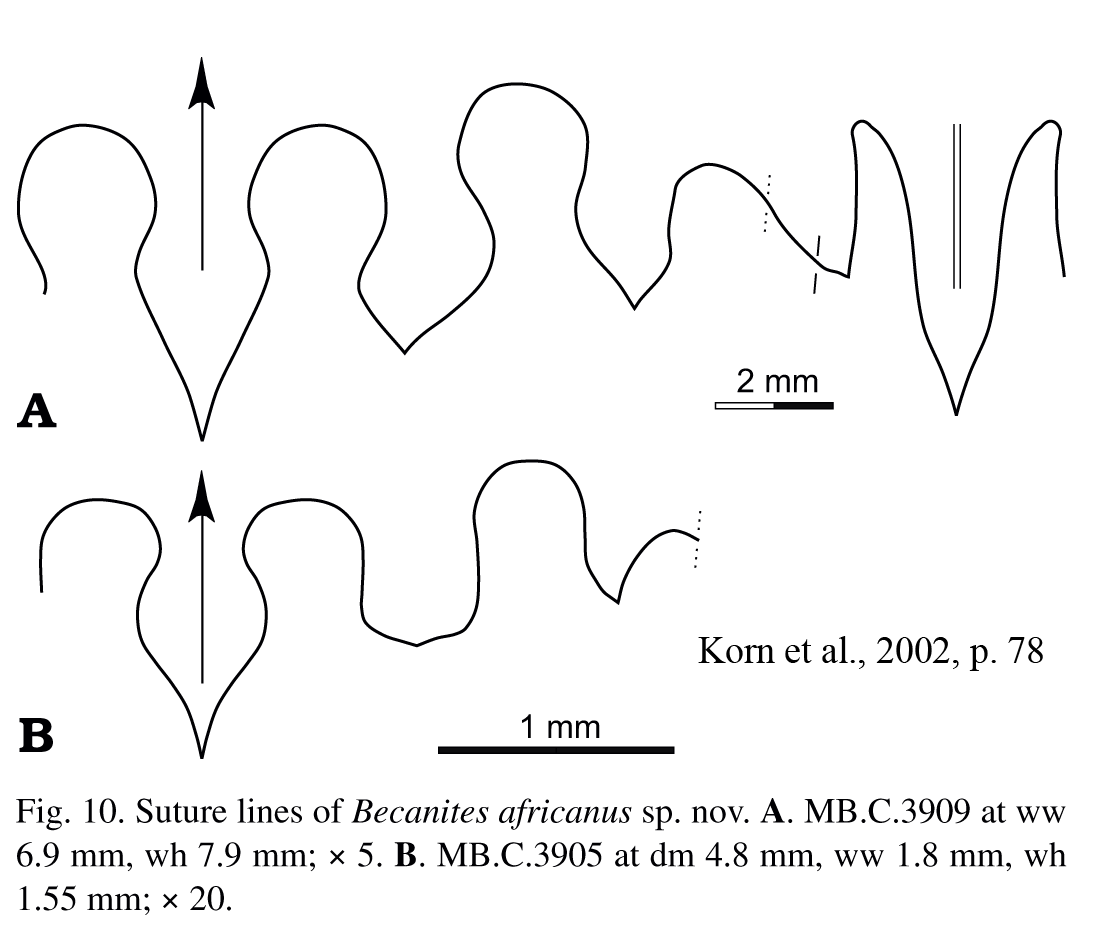 2 mm
A
Korn et al., 2002, p. 78
1 mm
B
Fig. 10. Suture lines of Becanites africanus sp. nov. A. MB.C.3909 at ww
6.9 mm, wh 7.9 mm; × 5. B. MB.C.3905 at dm 4.8 mm, ww 1.8 mm, wh
1.55 mm; × 20.